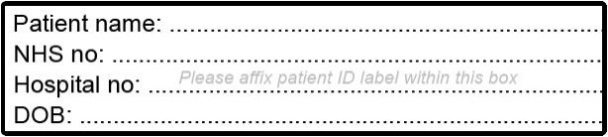 Patient name: ..........................................................................
NHS no: ..................................................................................
Please affix patient ID label within this box
Hospital no: .............................................................................
DOB: .......................................................................................